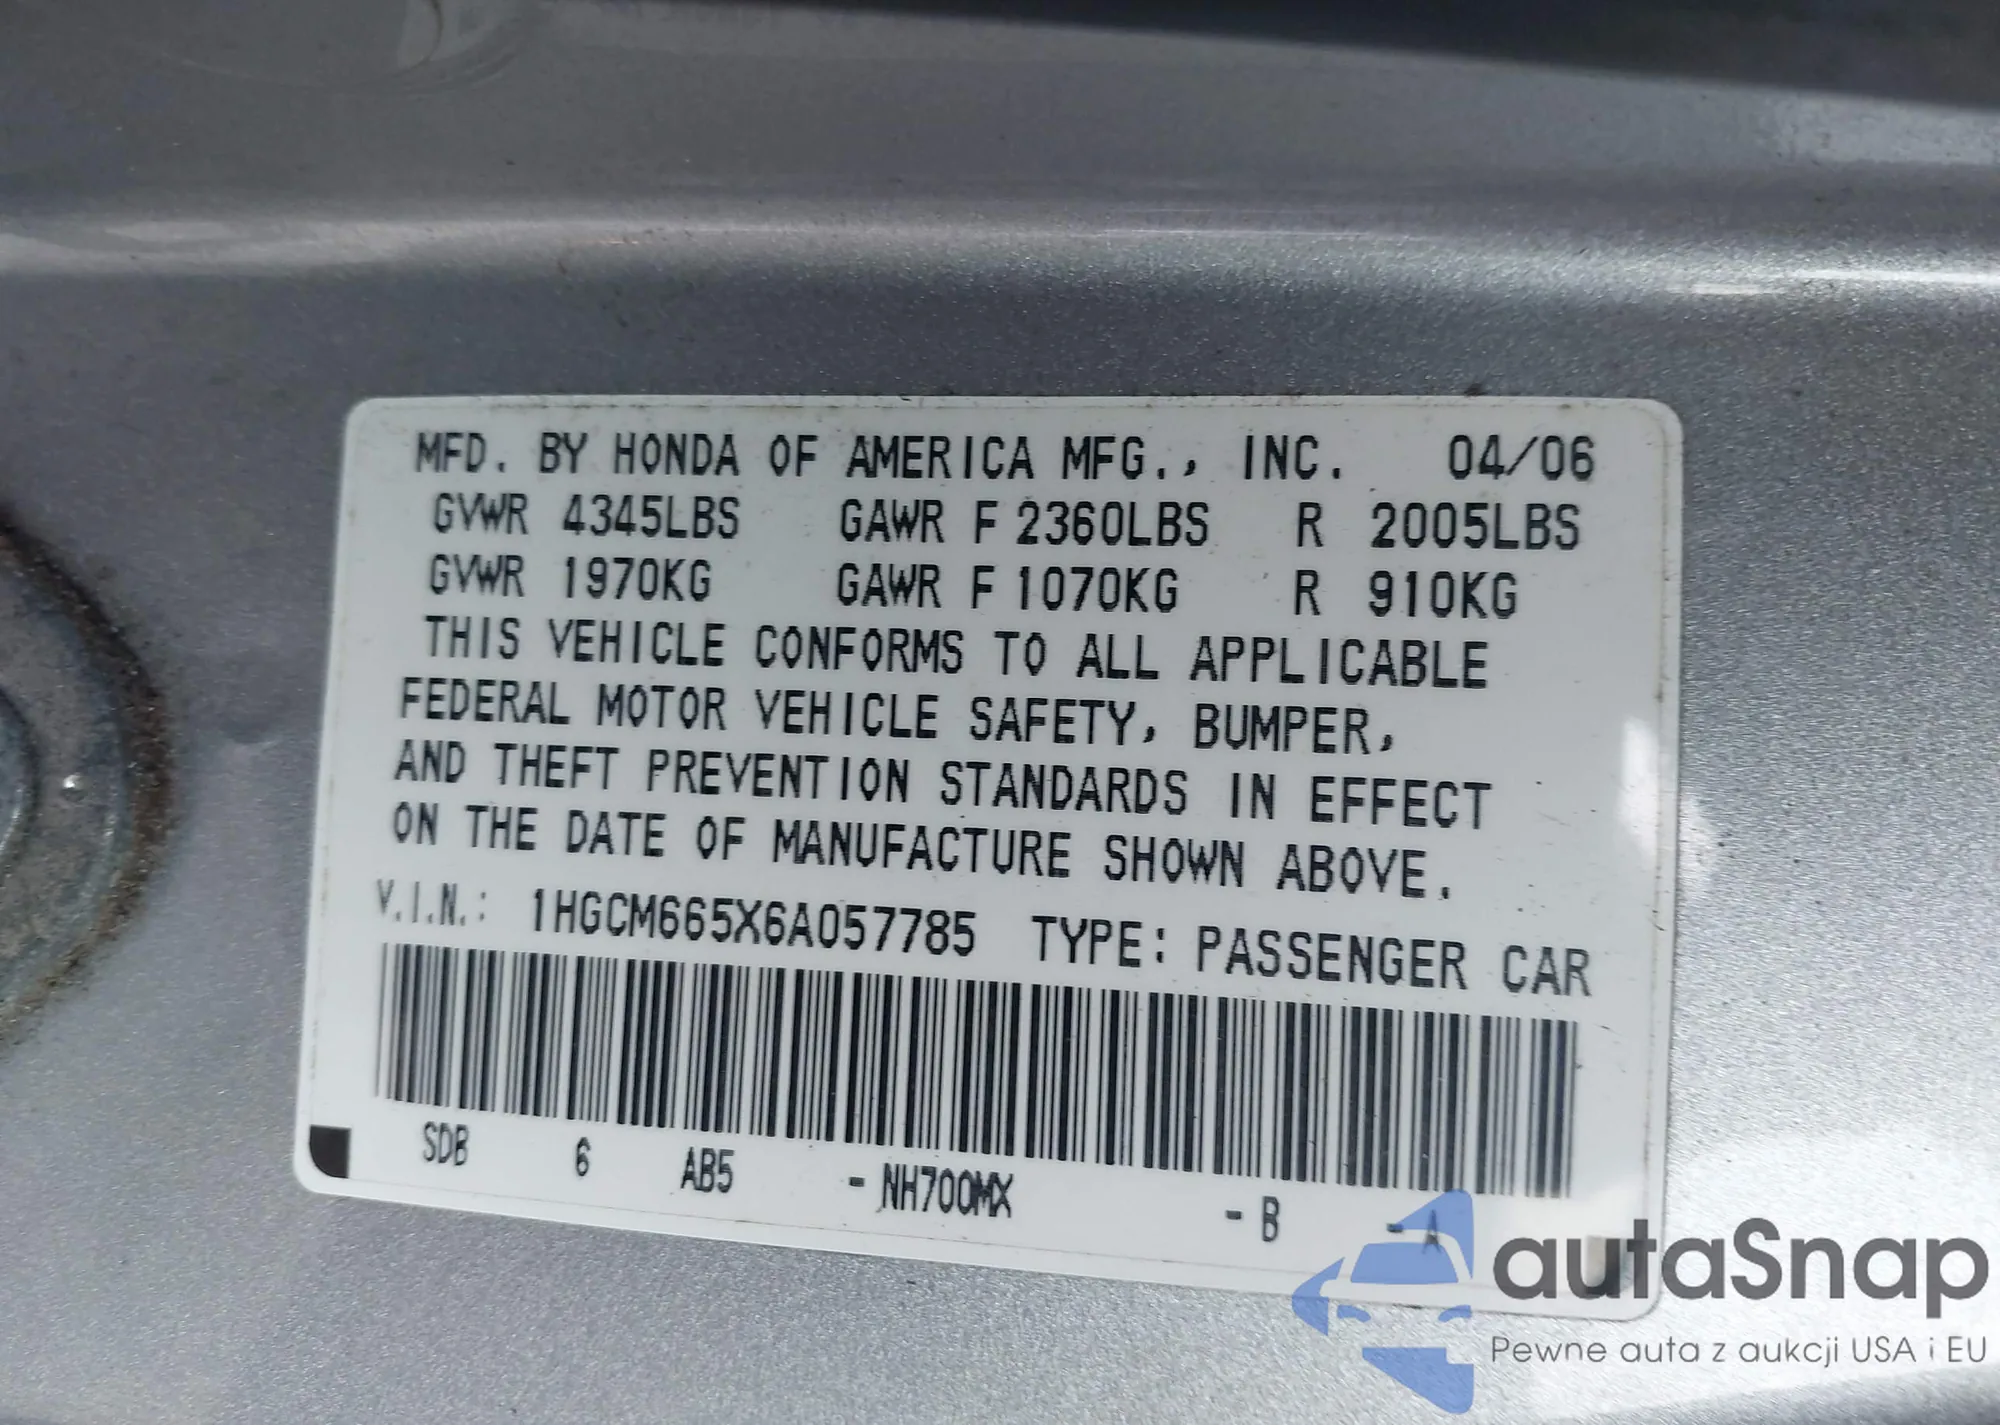 MFD. BY HONDA OF AMERICA MFG., INC. 04/06
GVWR 4345LBS GAWR F 2360LBS R 2005LBS
GVWR 1970KG GAWR F 1070KG R 910KG
THIS VEHICLE CONFORMS TO ALL APPLICABLE
FEDERAL MOTOR VEHICLE SAFETY, BUMPER,
AND THEFT PREVENTION STANDARDS IN EFFECT
ON THE DATE OF MANUFACTURE SHOWN ABOVE.
V.I.N.: 1HGCM665X6A057785 TYPE: PASSENGER CAR
SDB 6 AB5 - NH700MX - B - A
autaSnap
Pewne auta z aukcji USA i EU